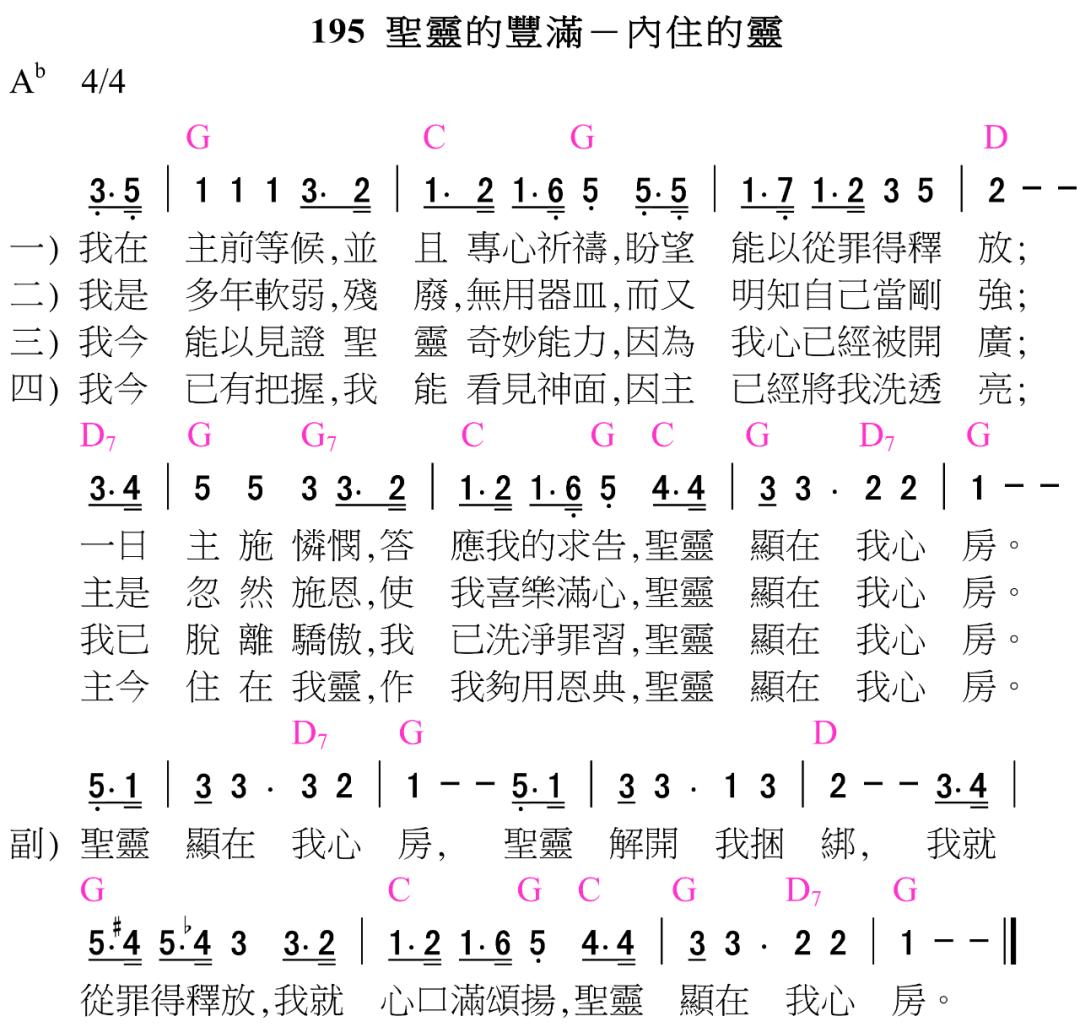 195 聖靈的豐滿－內住的靈
A♭ 4/4
G C G D
3·5 | 1 1 1 3· 2 | 1· 2 1·6 5 5·5 | 1·7 1·2 3 5 | 2 - -
一) 我在 主前等候,並 且 專心祈禱,盼望 能以從罪得釋 放;
二) 我是 多年軟弱,殘 廢,無用器皿,而又 明知自己當剛 強;
三) 我今 能以見證 聖 靈 奇妙能力,因為 我心已經被開 廣;
四) 我今 已有把握,我 能 看見神面,因主 已經將我洗透 亮;
D7 G G7 C G C G D7 G
3·4 | 5 5 3 3· 2 | 1·2 1·6 5 4·4 | 3 3 · 2 2 | 1 - -
一日 主 施 憐憫,答 應我的求告,聖靈 顯在 我心 房。
主是 忽 然 施恩,使 我喜樂滿心,聖靈 顯在 我心 房。
我已 脫 離 驕傲,我 已洗淨罪習,聖靈 顯在 我心 房。
主今 住 在 我靈,作 我夠用恩典,聖靈 顯在 我心 房。
D7 G D
5·1 | 3 3 · 3 2 | 1 - - 5·1 | 3 3 · 1 3 | 2 - - 3·4 |
副) 聖靈 顯在 我心 房, 聖靈 解開 我捆 綁, 我就
G C G C G D7 G
5·♯4 5·♭4 3 3·2 | 1·2 1·6 5 4·4 | 3 3 · 2 2 | 1 - - ‖
從罪得釋放,我就 心口滿頌揚,聖靈 顯在 我心 房。